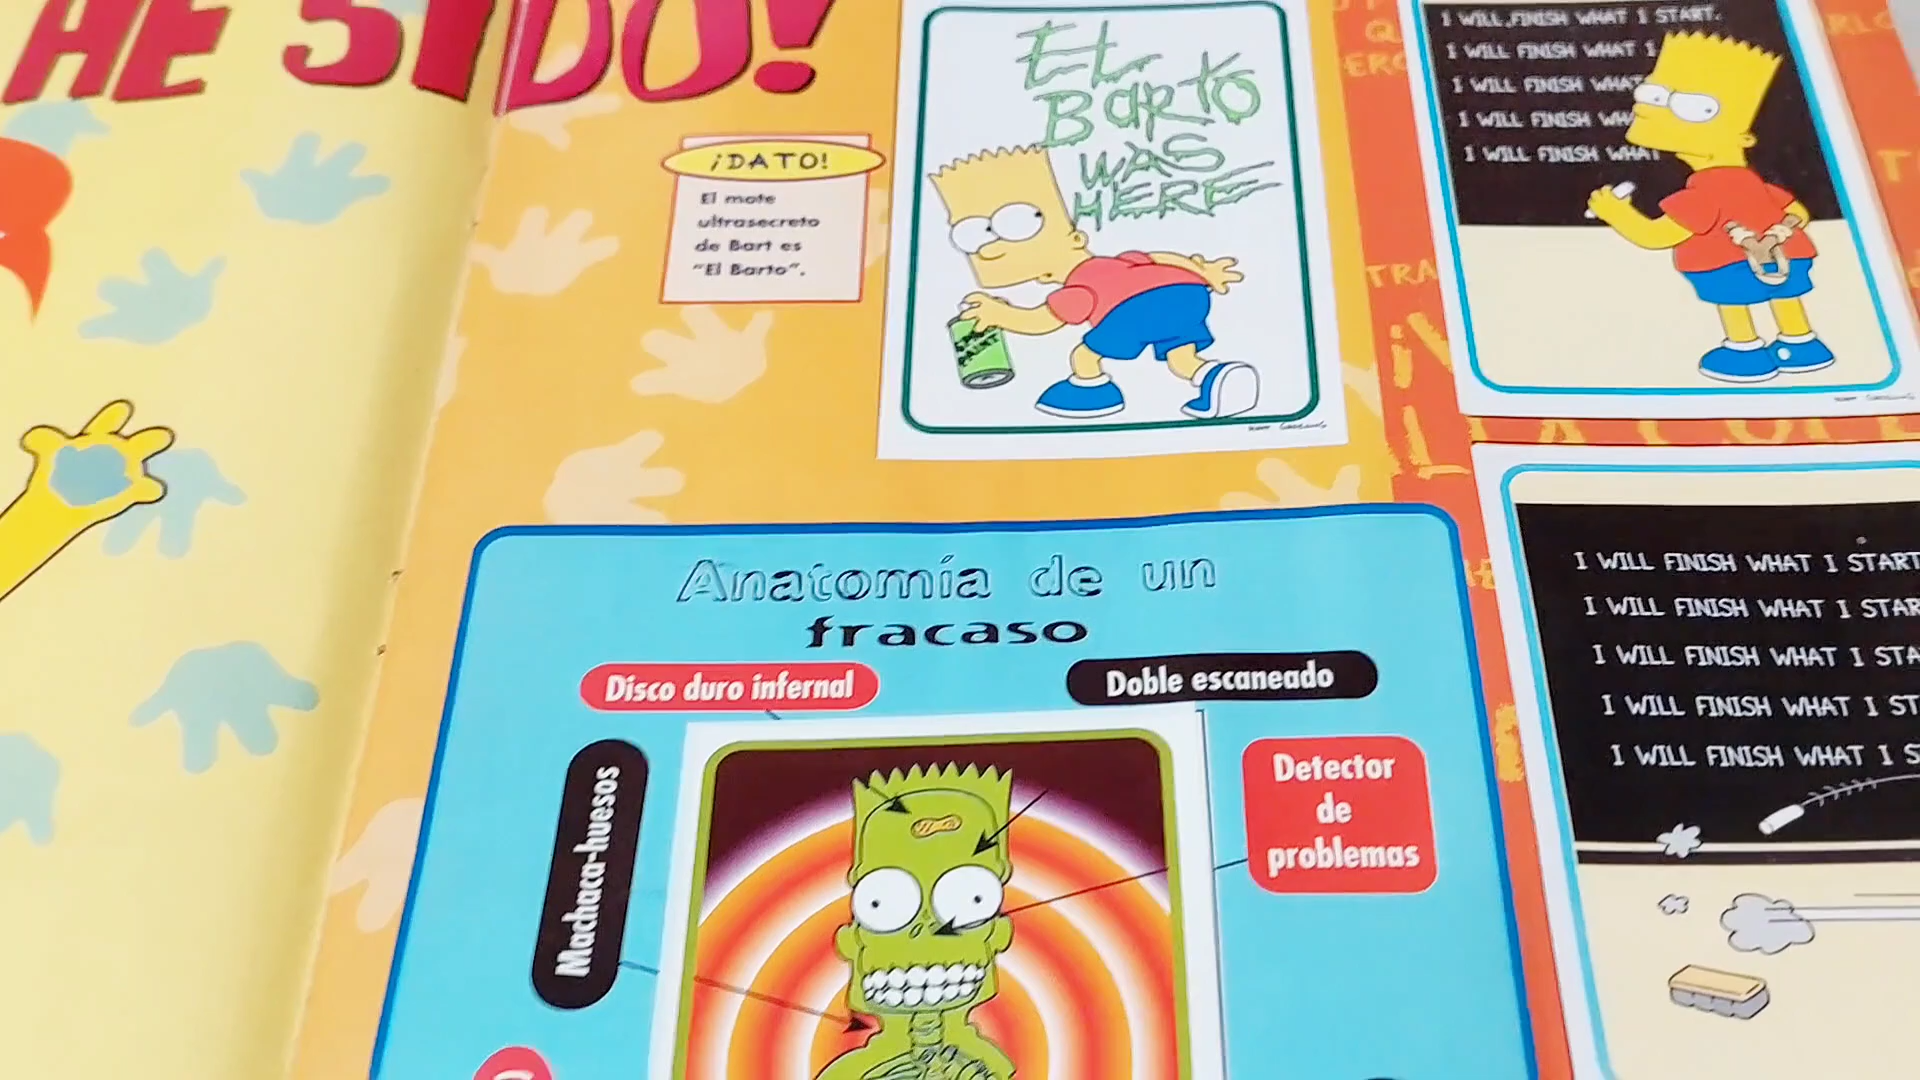 HE SIDO!
¡DATO!
El mote
ultrasecreto
de Bart es
"El Barto".
EL
BARTO
WAS
HERE
PAINT
I WILL FINISH WHAT I START.
I WILL FINISH WHAT I
I WILL FINISH WHAT
I WILL FINISH WH
I WILL FINISH WHAT
TRA
Anatomía de un
fracaso
Disco duro infernal
Doble escaneado
Machaca-huesos
Detector
de
problemas
I WILL FINISH WHAT I START
I WILL FINISH WHAT I STAR
I WILL FINISH WHAT I STA
I WILL FINISH WHAT I ST
I WILL FINISH WHAT I S